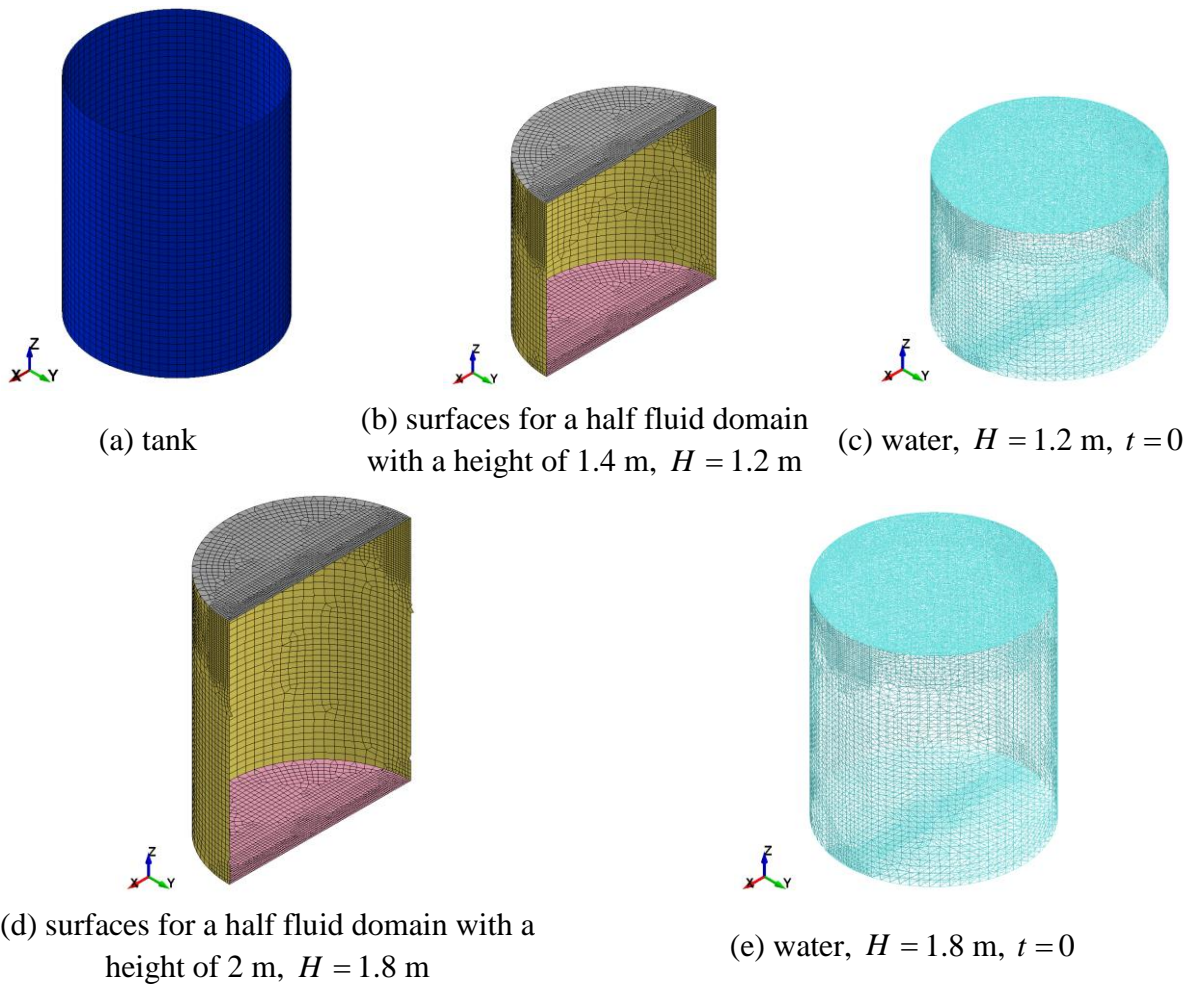 Z
X Y
(a) tank
Z
X Y
(b) surfaces for a half fluid domain
with a height of 1.4 m, H = 1.2 m
Z
X Y
(c) water, H = 1.2 m, t = 0
Z
X Y
(d) surfaces for a half fluid domain with a
height of 2 m, H = 1.8 m
Z
X Y
(e) water, H = 1.8 m, t = 0